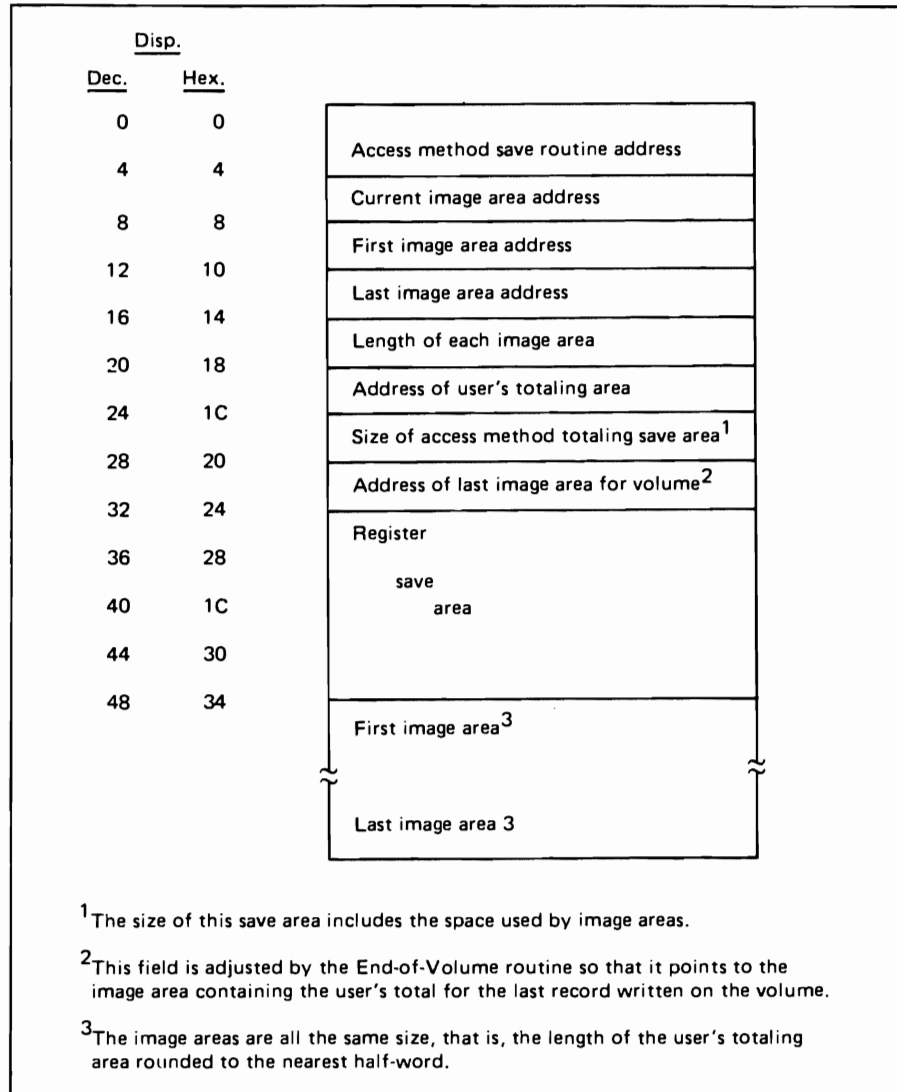 Disp.
Dec. Hex.
0 0
Access method save routine address
4 4
Current image area address
8 8
First image area address
12 10
Last image area address
16 14
Length of each image area
20 18
Address of user's totaling area
24 1C
Size of access method totaling save area1
28 20
Address of last image area for volume2
32 24
Register
36 28
save
40 1C
area
44 30
48 34
First image area3
Last image area 3
1The size of this save area includes the space used by image areas.
2This field is adjusted by the End-of-Volume routine so that it points to the
image area containing the user's total for the last record written on the volume.
3The image areas are all the same size, that is, the length of the user's totaling
area rounded to the nearest half-word.